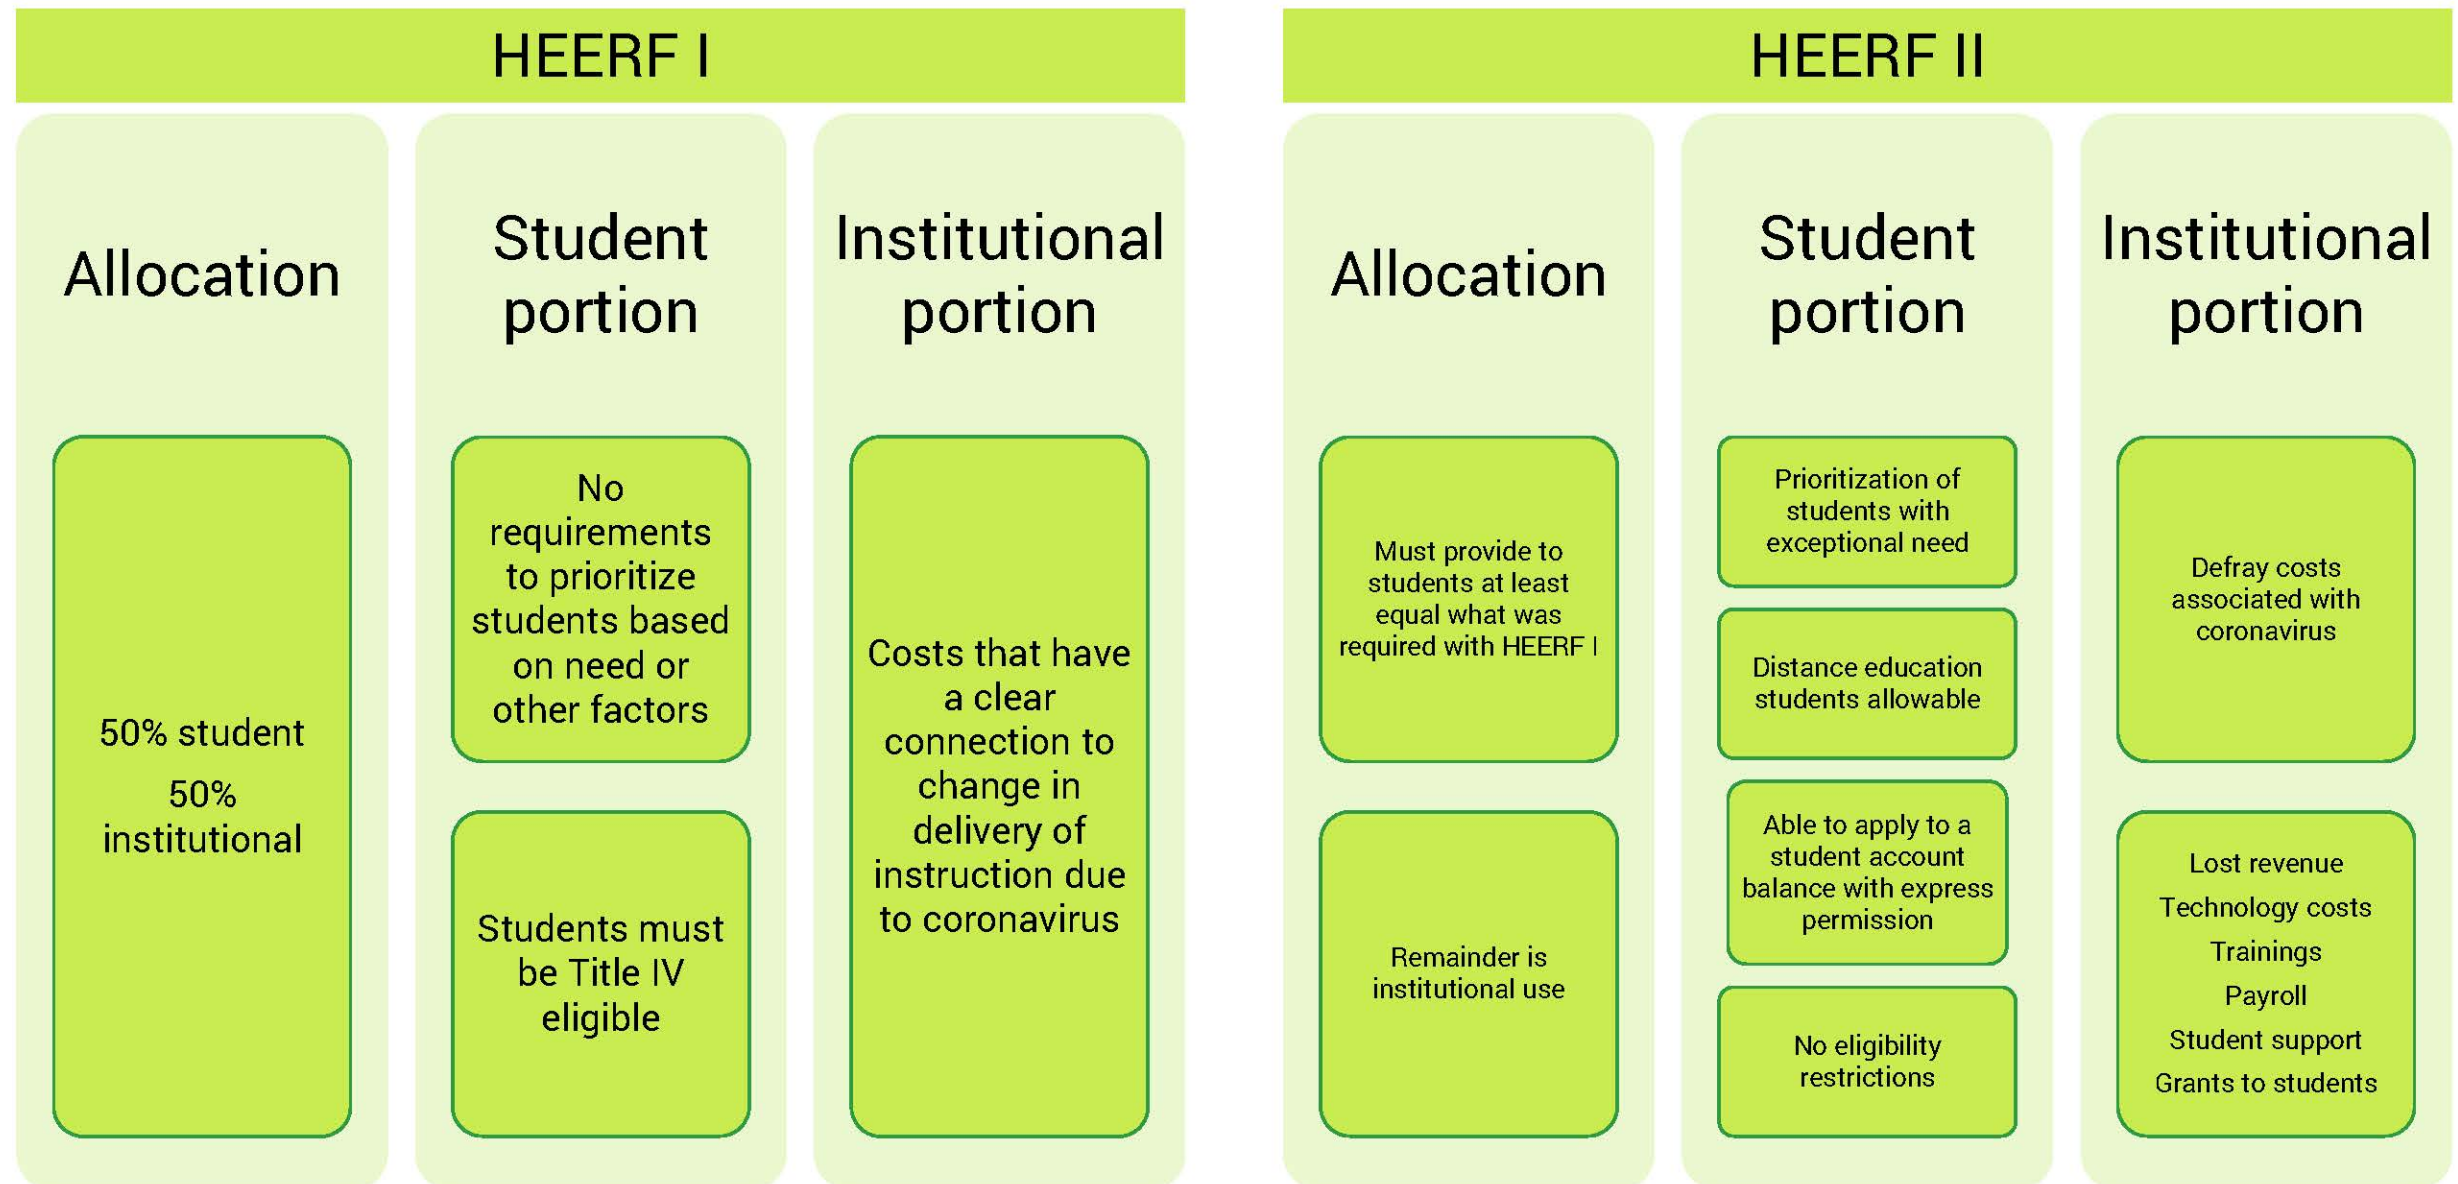 HEERF I
Allocation
50% student
50%
institutional
Student
portion
No
requirements
to prioritize
students based
on need or
other factors
Students must
be Title IV
eligible
Institutional
portion
Costs that have
a clear
connection to
change in
delivery of
instruction due
to coronavirus
HEERF II
Allocation
Must provide to
students at least
equal what was
required with HEERF I
Remainder is
institutional use
Student
portion
Prioritization of
students with
exceptional need
Distance education
students allowable
Able to apply to a
student account
balance with express
permission
No eligibility
restrictions
Institutional
portion
Defray costs
associated with
coronavirus
Lost revenue
Technology costs
Trainings
Payroll
Student support
Grants to students